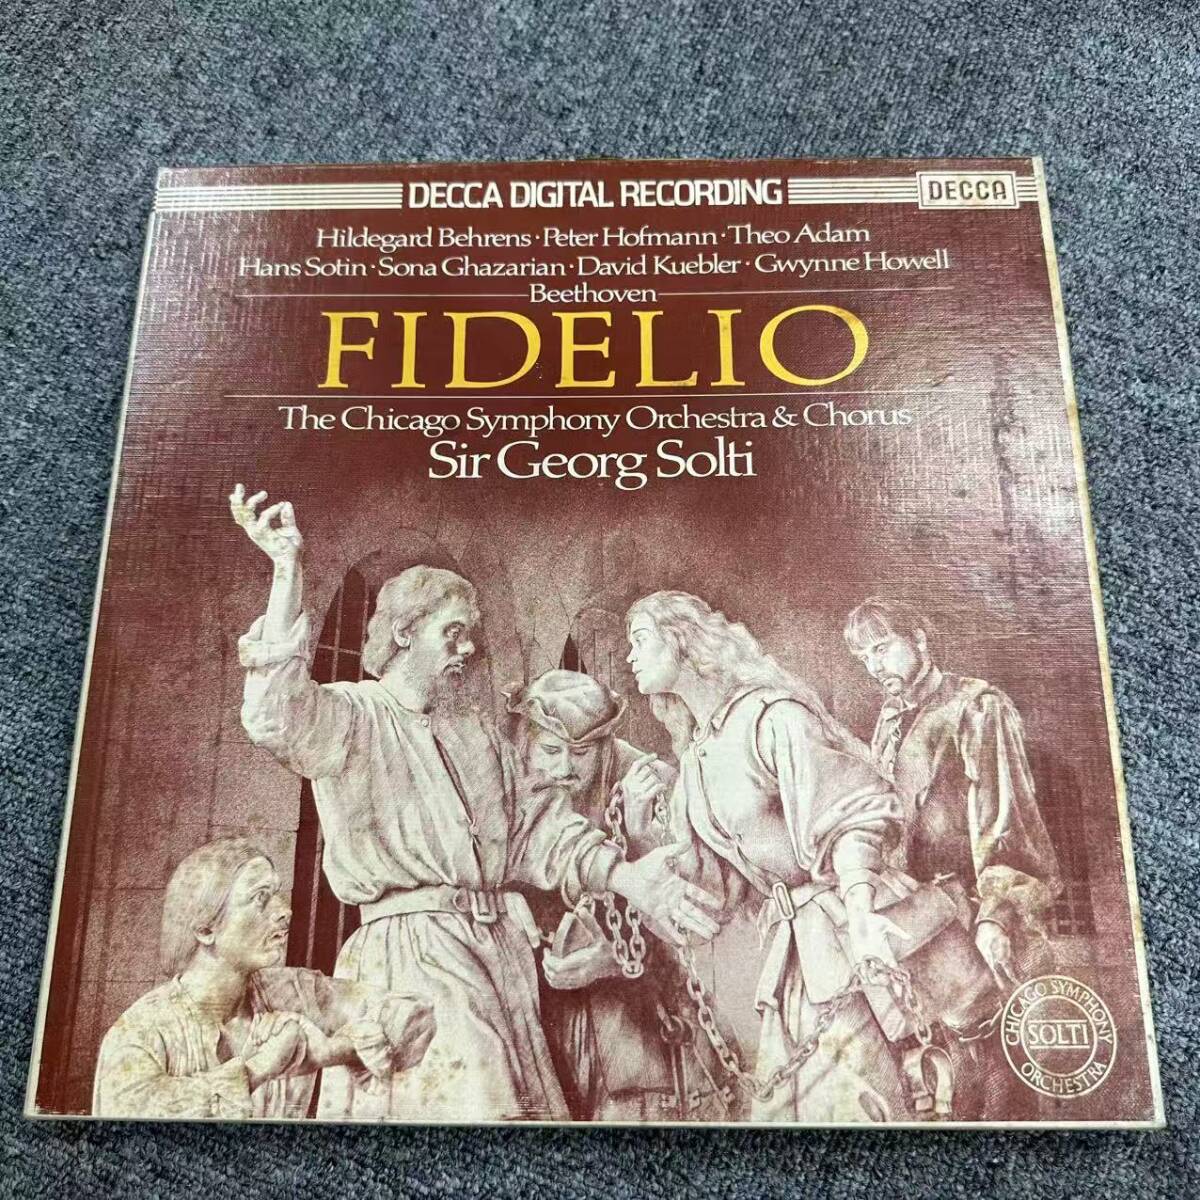 DECCA DIGITAL RECORDING
DECCA
Hildegard Behrens · Peter Hofmann · Theo Adam
Hans Sotin · Sona Ghazarian · David Kuebler · Gwynne Howell
Beethoven
FIDELIO
The Chicago Symphony Orchestra & Chorus
Sir Georg Solti
CHICAGO SYMPHONY
SOLTI
ORCHESTRA